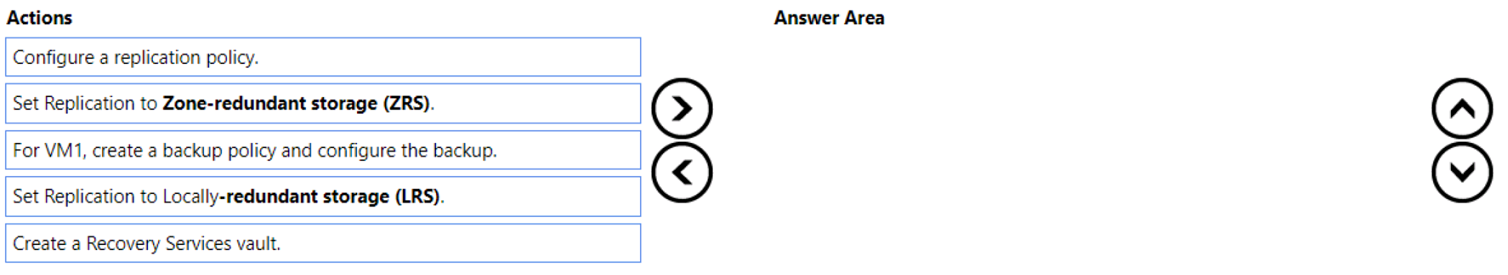 Actions
Answer Area
Configure a replication policy.
Set Replication to Zone-redundant storage (ZRS).
For VM1, create a backup policy and configure the backup.
Set Replication to Locally-redundant storage (LRS).
Create a Recovery Services vault.